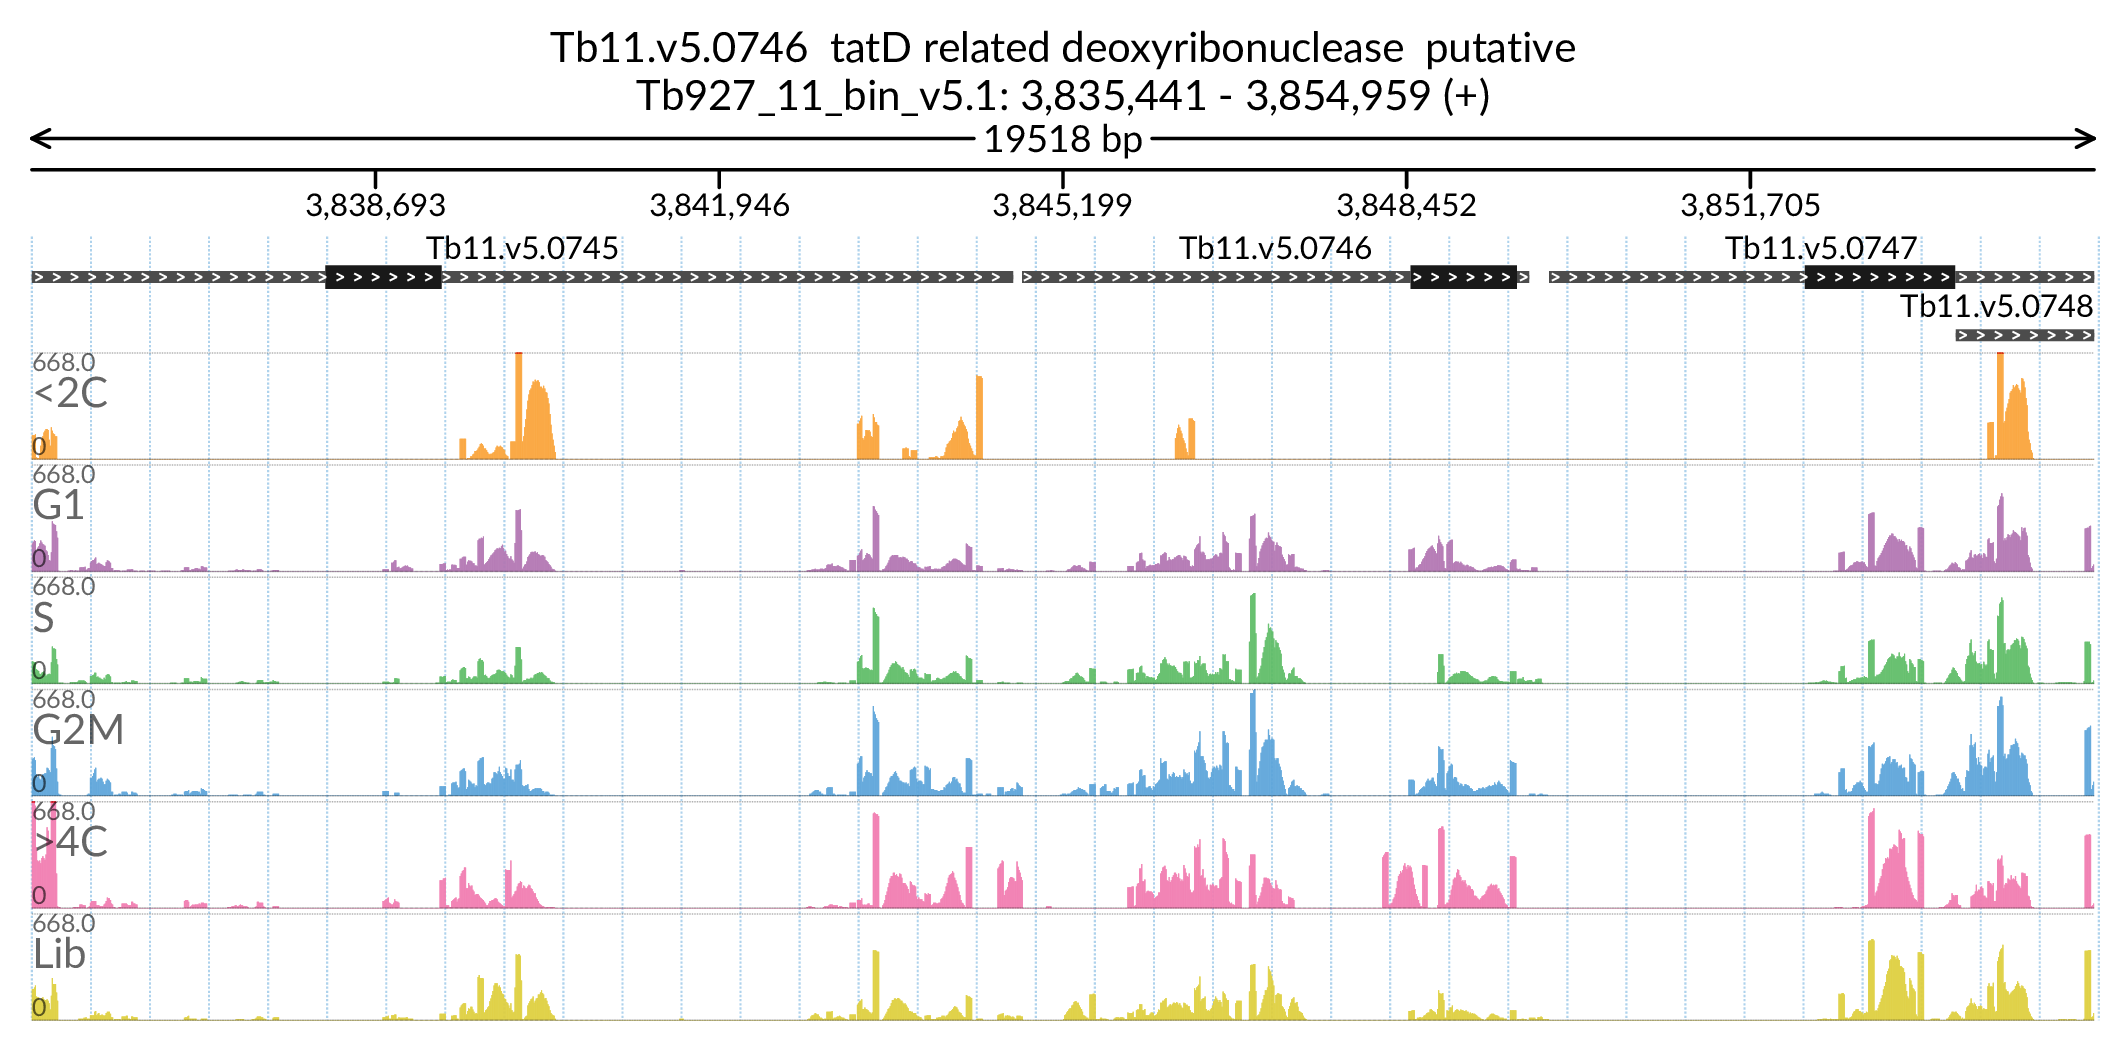 Tb11.v5.0746  tatD related deoxyribonuclease  putative
Tb927_11_bin_v5.1: 3,835,441 - 3,854,959 (+)
19518 bp
3,838,693 3,841,946 3,845,199 3,848,452 3,851,705
Tb11.v5.0745 Tb11.v5.0746 Tb11.v5.0747
Tb11.v5.0748
668.0
<2C
0
668.0
G1
0
668.0
S
0
668.0
G2M
0
668.0
>4C
0
668.0
Lib
0